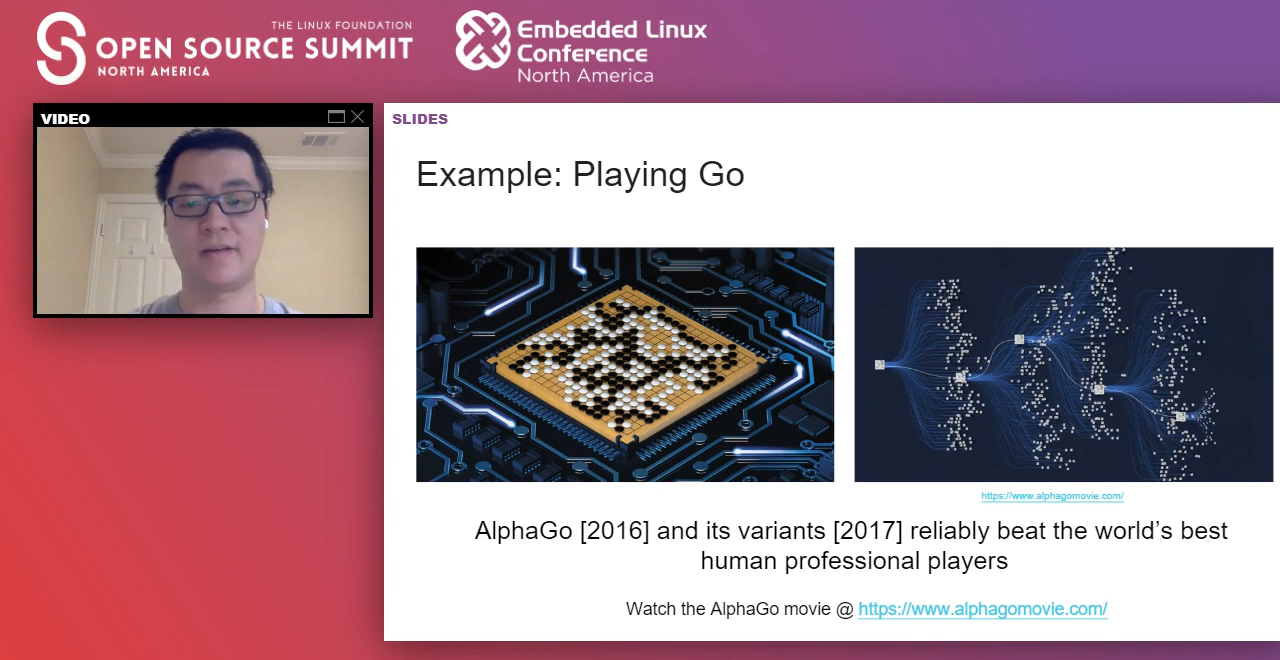 THE LINUX FOUNDATION
OPEN SOURCE SUMMIT
NORTH AMERICA
Embedded Linux
Conference
North America
VIDEO
SLIDES
Example: Playing Go
https://www.alphagomovie.com/
AlphaGo [2016] and its variants [2017] reliably beat the world’s best
human professional players
Watch the AlphaGo movie @ https://www.alphagomovie.com/